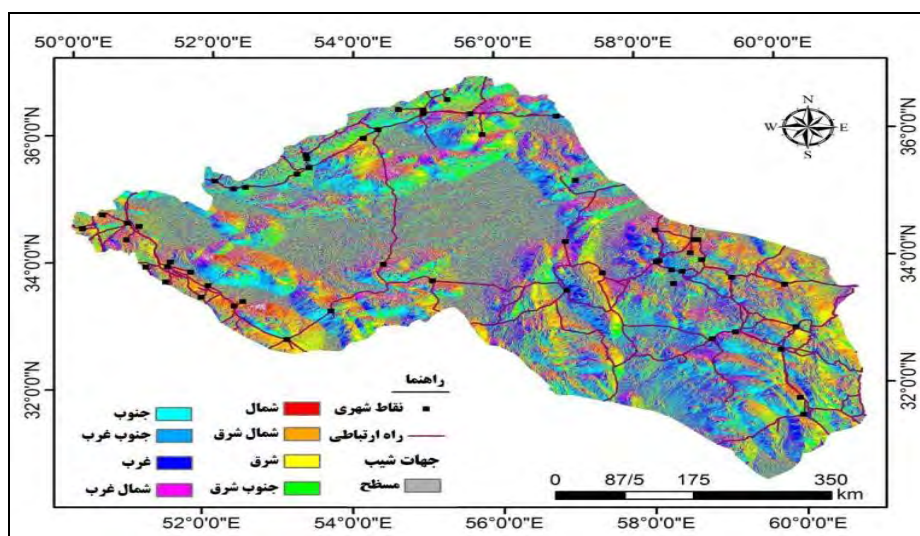 50°0'0"E 52°0'0"E 54°0'0"E 56°0'0"E 58°0'0"E 60°0'0"E
36°0'0"N
34°0'0"N
32°0'0"N
N
W E
S
36°0'0"N
34°0'0"N
32°0'0"N
راهنما
نقاط شهری
راه ارتباطی
جهات شیب
مسطح
شمال
شمال شرق
شرق
جنوب شرق
جنوب
جنوب غرب
غرب
شمال غرب
0 87/5 175 350
km
52°0'0"E 54°0'0"E 56°0'0"E 58°0'0"E 60°0'0"E